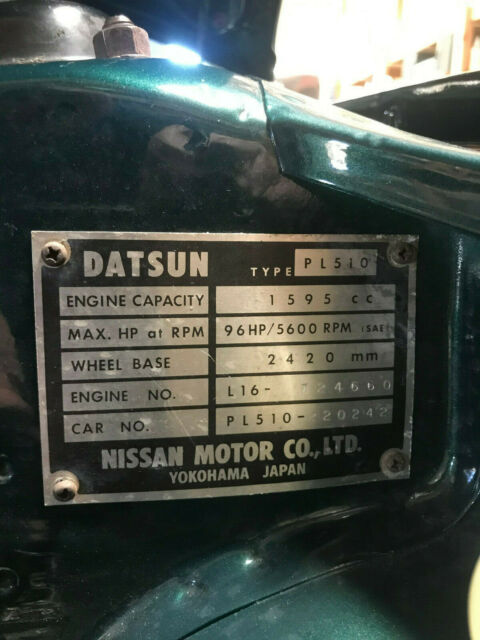 DATSUN TYPE PL510
ENGINE CAPACITY 1595 cc
MAX. HP at RPM 96HP/5600 RPM (SAE)
WHEEL BASE 2420 mm
ENGINE NO. L16-
CAR NO. PL510-
NISSAN MOTOR CO., LTD.
YOKOHAMA JAPAN